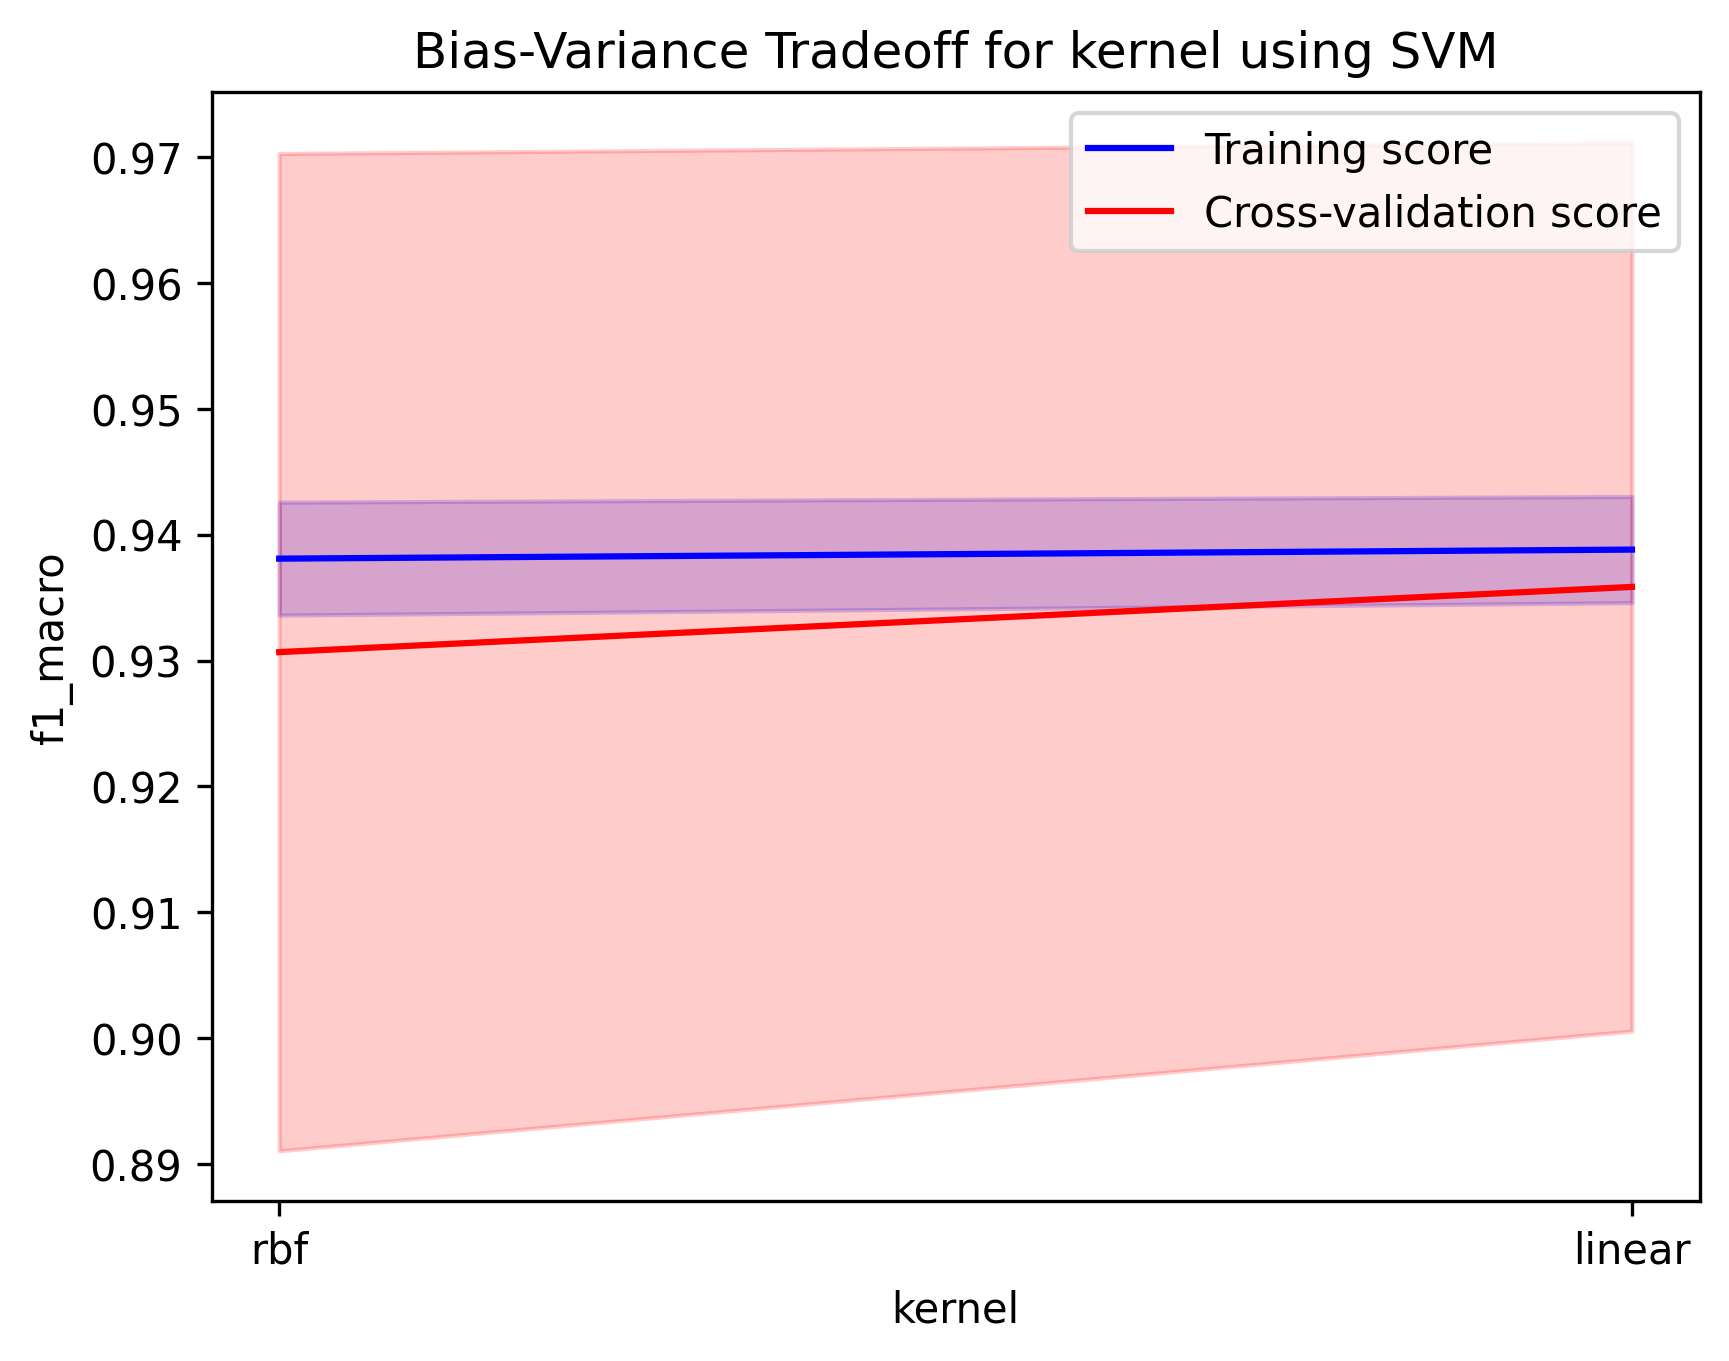 Bias-Variance Tradeoff for kernel using SVM
Training score
Cross-validation score
0.97
0.96
0.95
0.94
0.93
0.92
0.91
0.90
0.89
f1_macro
rbf
linear
kernel